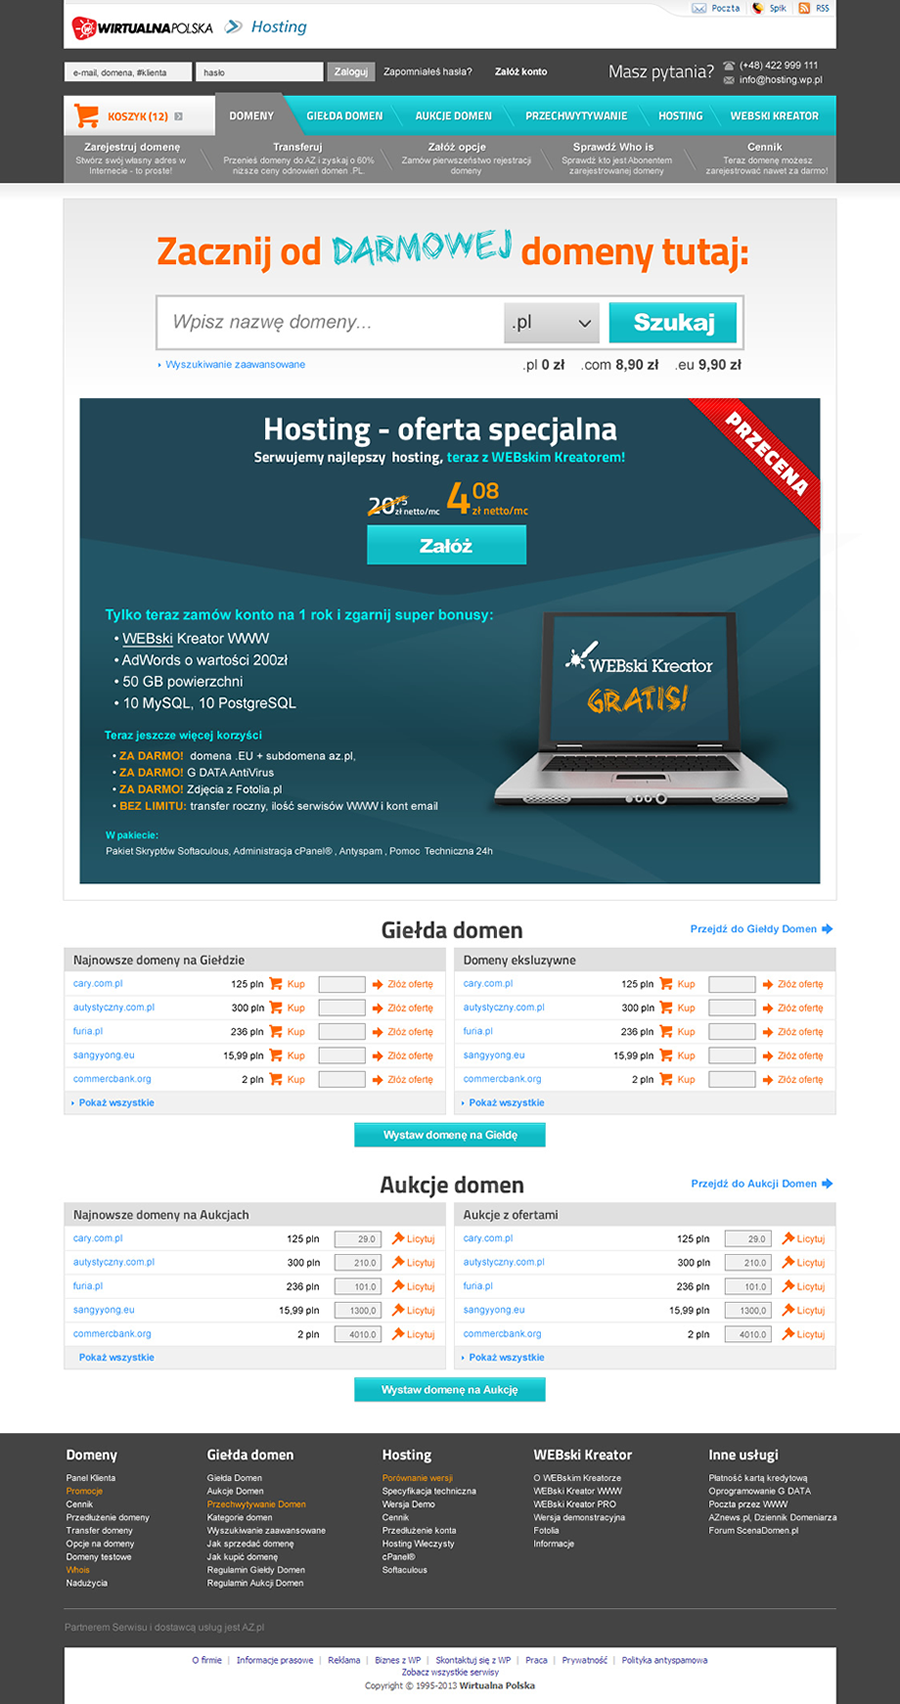 Poczta | Spik | RSS
WIRTUALNAPOLSKA Hosting
e-mail, domena, #klienta hasło Zaloguj Zapomniałeś hasła? Załóż konto Masz pytania? (+48) 422 999 111
info@hosting.wp.pl
KOSZYK (12) DOMENY GIEŁDA DOMEN AUKCJE DOMEN PRZECHWYTYWANIE HOSTING WEBSKI KREATOR
Zarejestruj domenę Transferuj Załóż opcje Sprawdź Who is Cennik
Stwórz swój własny adres w Przenieś domeny do AZ i zyskaj o 60% Zamów pierwszeństwo rejestracji Sprawdź kto jest Abonentem Teraz domenę możesz
Internecie - to proste! niższe ceny odnowień domen .PL. domeny zarejestrowanej domeny zarejestrować nawet za darmo!
Zacznij od DARMOWEJ domeny tutaj:
Wpisz nazwę domeny... .pl Szukaj
Wyszukiwanie zaawansowane .pl 0 zł .com 8,90 zł .eu 9,90 zł
PRZECENA
Hosting - oferta specjalna
Serwujemy najlepszy hosting, teraz z WEBskim Kreatorem!
20 75 zł netto/mc 4 08 zł netto/mc
Załóż
Tylko teraz zamów konto na 1 rok i zgarnij super bonusy:
• WEBski Kreator WWW
• AdWords o wartości 200zł
• 50 GB powierzchni
• 10 MySQL, 10 PostgreSQL
WEBski Kreator
GRATIS!
Teraz jeszcze więcej korzyści
• ZA DARMO! domena .EU + subdomena az.pl,
• ZA DARMO! G DATA AntiVirus
• ZA DARMO! Zdjęcia z Fotolia.pl
• BEZ LIMITU: transfer roczny, ilość serwisów WWW i kont email
W pakiecie:
Pakiet Skryptów Softaculous, Administracja cPanel® , Antyspam , Pomoc Techniczna 24h
Giełda domen Przejdź do Giełdy Domen
Najnowsze domeny na Giełdzie Domeny eksluzywne
cary.com.pl 125 pln Kup Złóż ofertę cary.com.pl 125 pln Kup Złóż ofertę
autystyczny.com.pl 300 pln Kup Złóż ofertę autystyczny.com.pl 300 pln Kup Złóż ofertę
furia.pl 236 pln Kup Złóż ofertę furia.pl 236 pln Kup Złóż ofertę
sangyyong.eu 15,99 pln Kup Złóż ofertę sangyyong.eu 15,99 pln Kup Złóż ofertę
commercbank.org 2 pln Kup Złóż ofertę commercbank.org 2 pln Kup Złóż ofertę
Pokaż wszystkie Pokaż wszystkie
Wystaw domenę na Giełdę
Aukcje domen Przejdź do Aukcji Domen
Najnowsze domeny na Aukcjach Aukcje z ofertami
cary.com.pl 125 pln 29.0 Licytuj cary.com.pl 125 pln 29.0 Licytuj
autystyczny.com.pl 300 pln 210.0 Licytuj autystyczny.com.pl 300 pln 210.0 Licytuj
furia.pl 236 pln 101.0 Licytuj furia.pl 236 pln 101.0 Licytuj
sangyyong.eu 15,99 pln 1300,0 Licytuj sangyyong.eu 15,99 pln 1300,0 Licytuj
commercbank.org 2 pln 4010.0 Licytuj commercbank.org 2 pln 4010.0 Licytuj
Pokaż wszystkie Pokaż wszystkie
Wystaw domenę na Aukcję
Domeny Giełda domen Hosting WEBski Kreator Inne usługi
Panel Klienta Giełda Domen Porównanie wersji O WEBskim Kreatorze Płatność kartą kredytową
Promocje Aukcje Domen Specyfikacja techniczna WEBski Kreator WWW Oprogramowanie G DATA
Cennik Przechwytywanie Domen Wersja Demo WEBski Kreator PRO Poczta przez WWW
Przedłużenie domeny Kategorie domen Cennik Wersja demonstracyjna AZnews.pl, Dziennik Domeniarza
Transfer domeny Wyszukiwanie zaawansowane Przedłużenie konta Fotolia Forum ScenaDomen.pl
Opcje na domeny Jak sprzedać domenę Hosting Wieczysty Informacje
Domeny testowe Jak kupić domenę cPanel®
Whois Regulamin Giełdy Domen Softaculous
Nadużycia Regulamin Aukcji Domen
Partnerem Serwisu i dostawcą usług jest AZ.pl
O firmie | Informacje prasowe | Reklama | Biznes z WP | Skontaktuj się z WP | Praca | Prywatność | Polityka antyspamowa
Zobacz wszystkie serwisy
Copyright © 1995-2013 Wirtualna Polska